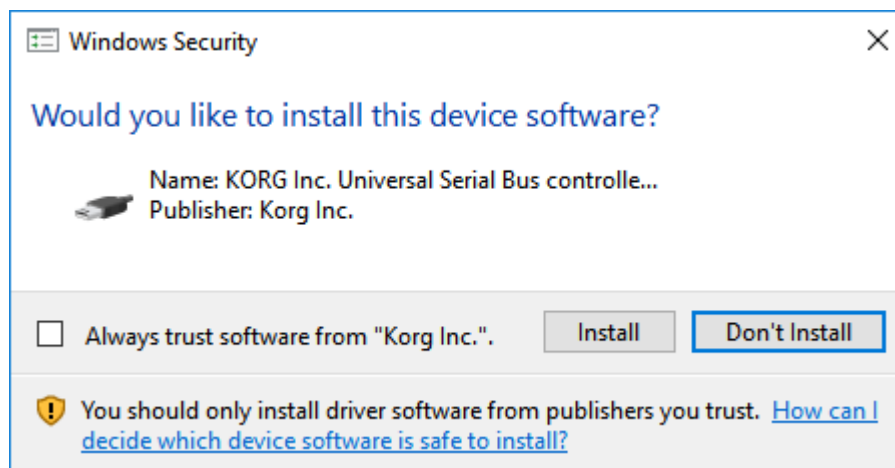 Windows Security
Would you like to install this device software?
Name: KORG Inc. Universal Serial Bus controlle...
Publisher: Korg Inc.
Always trust software from "Korg Inc.".
Install
Don't Install
You should only install driver software from publishers you trust. How can I
decide which device software is safe to install?